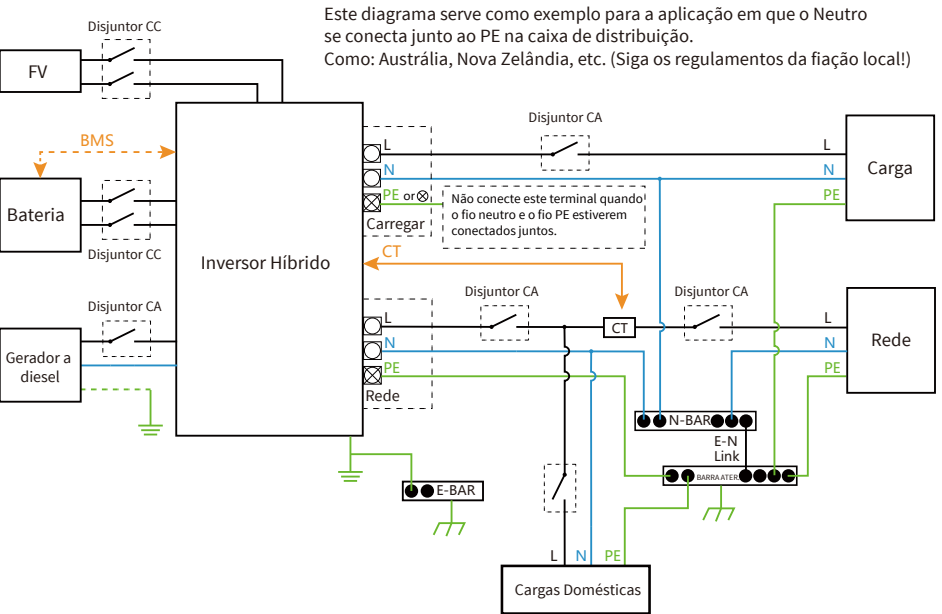 Este diagrama serve como exemplo para a aplicação em que o Neutro
se conecta junto ao PE na caixa de distribuição.
Como: Austrália, Nova Zelândia, etc. (Siga os regulamentos da fiação local!)
Disjuntor CC
FV
BMS
Bateria
Disjuntor CC
Disjuntor CA
Gerador a
diesel
Inversor Híbrido
L
N
PE or
Carregar
Não conecte este terminal quando
o fio neutro e o fio PE estiverem
conectados juntos.
Disjuntor CA
L
N
PE
Carga
CT
Disjuntor CA
CT
Disjuntor CA
L
N
PE
Rede
L
N
PE
Rede
N-BAR
E-N
Link
BARRA ATER
E-BAR
L
N
PE
Cargas Domésticas